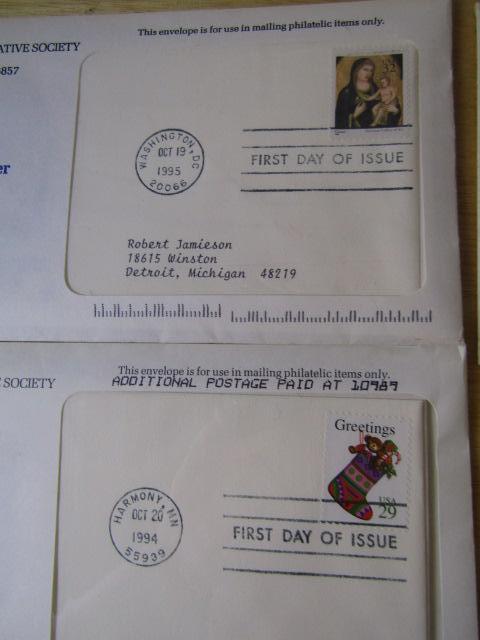 This envelope is for use in mailing philatelic items only.
ATIVE SOCIETY
857
er
32
WASHINGTON, DC
OCT 19
1995
20066
FIRST DAY OF ISSUE
Robert Jamieson
18615 Winston
Detroit, Michigan 48219
This envelope is for use in mailing philatelic items only.
E SOCIETY
ADDITIONAL POSTAGE PAID AT 10989
Greetings
USA
29
HARMONY, MN
OCT 20
1994
55939
FIRST DAY OF ISSUE